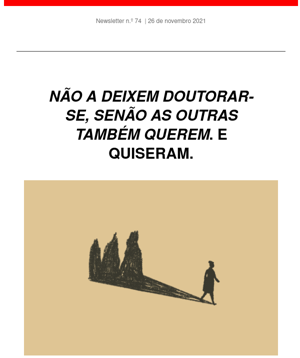 Newsletter n.º 74 | 26 de novembro 2021
NÃO A DEIXEM DOUTORAR-
SE, SENÃO AS OUTRAS
TAMBÉM QUEREM. E
QUISERAM.